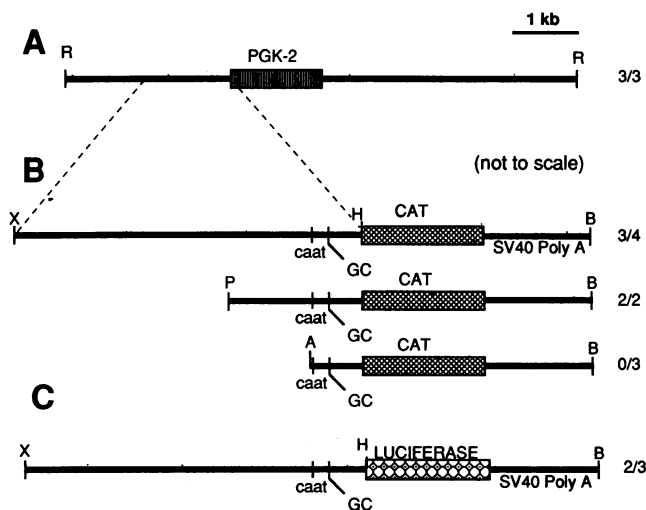 A
1 kb
R
PGK-2
R
3/3
B
(not to scale)
X
H
CAT
B
caat
GC
SV40 Poly A
3/4
P
CAT
B
caat
GC
2/2
A
CAT
B
caat
GC
0/3
C
X
H
LUCIFERASE
B
caat
GC
SV40 Poly A
2/3